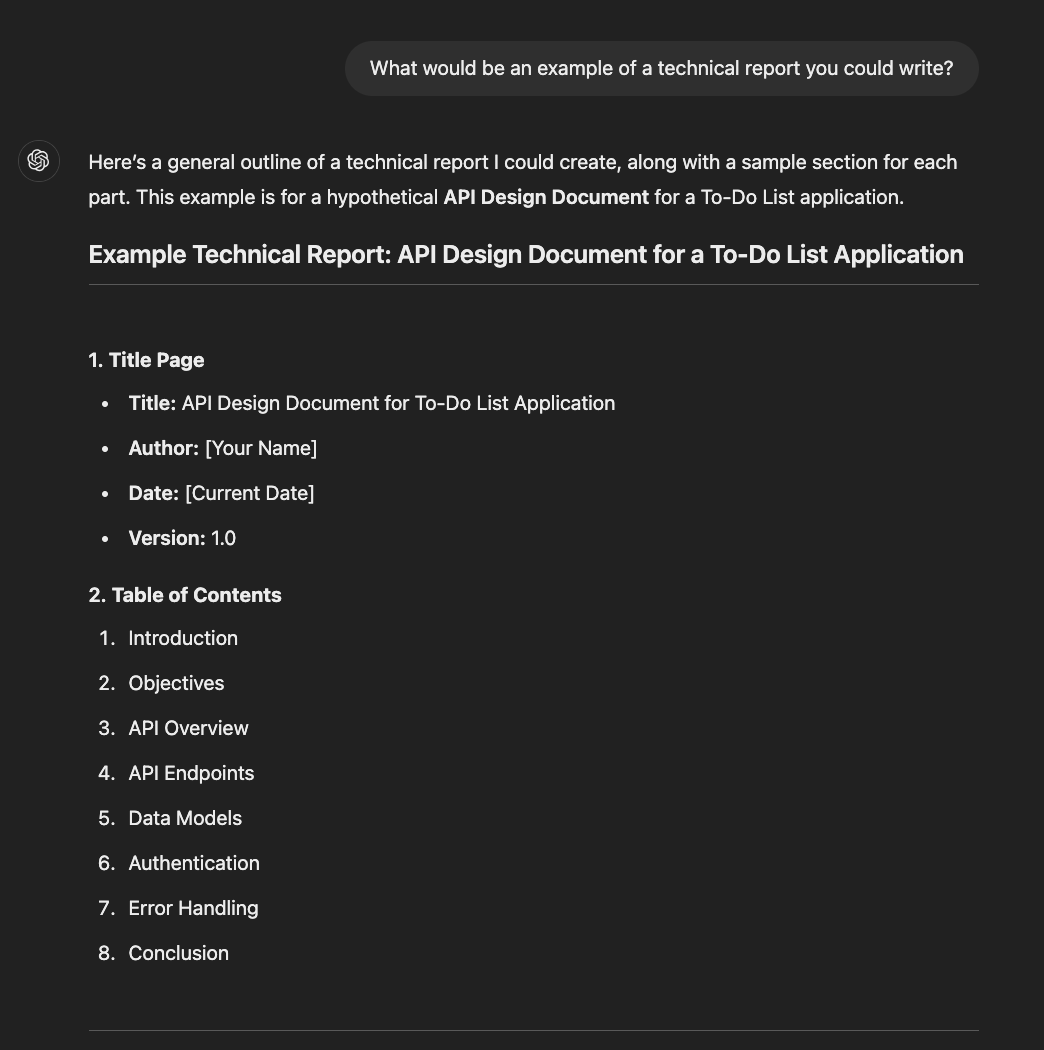 What would be an example of a technical report you could write?
Here’s a general outline of a technical report I could create, along with a sample section for each
part. This example is for a hypothetical API Design Document for a To-Do List application.
Example Technical Report: API Design Document for a To-Do List Application
1. Title Page
• Title: API Design Document for To-Do List Application
• Author: [Your Name]
• Date: [Current Date]
• Version: 1.0
2. Table of Contents
1. Introduction
2. Objectives
3. API Overview
4. API Endpoints
5. Data Models
6. Authentication
7. Error Handling
8. Conclusion